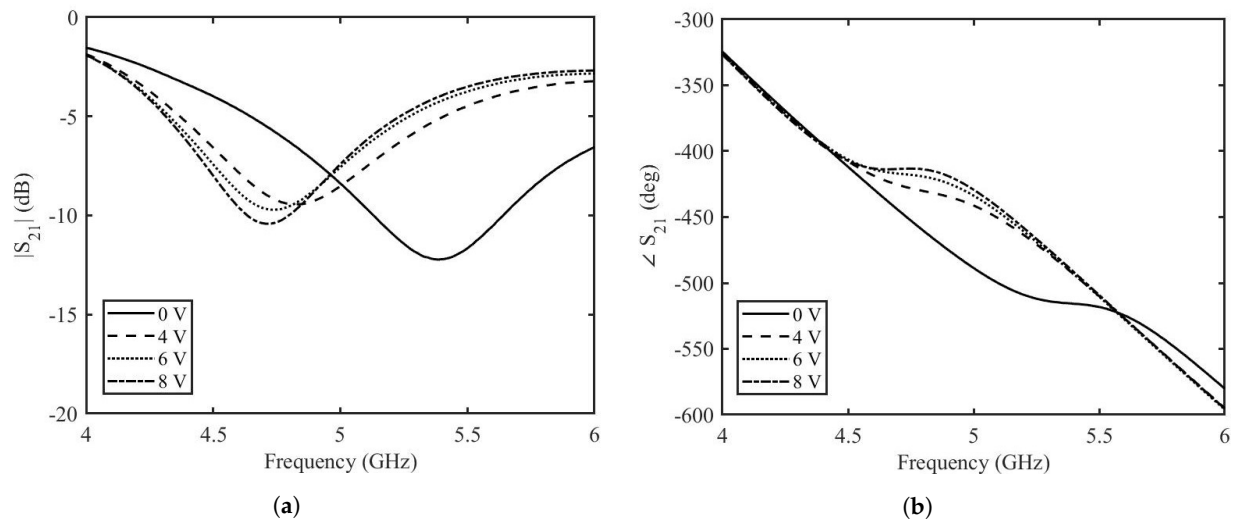 0
-5
-10
-15
-20
|S21| (dB)
0 V
4 V
6 V
8 V
4
4.5
5
5.5
6
Frequency (GHz)
(a)
-300
-350
-400
-450
-500
-550
-600
∠ S21 (deg)
0 V
4 V
6 V
8 V
4
4.5
5
5.5
6
Frequency (GHz)
(b)